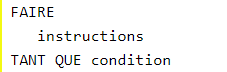 FAIRE
instructions
TANT QUE condition